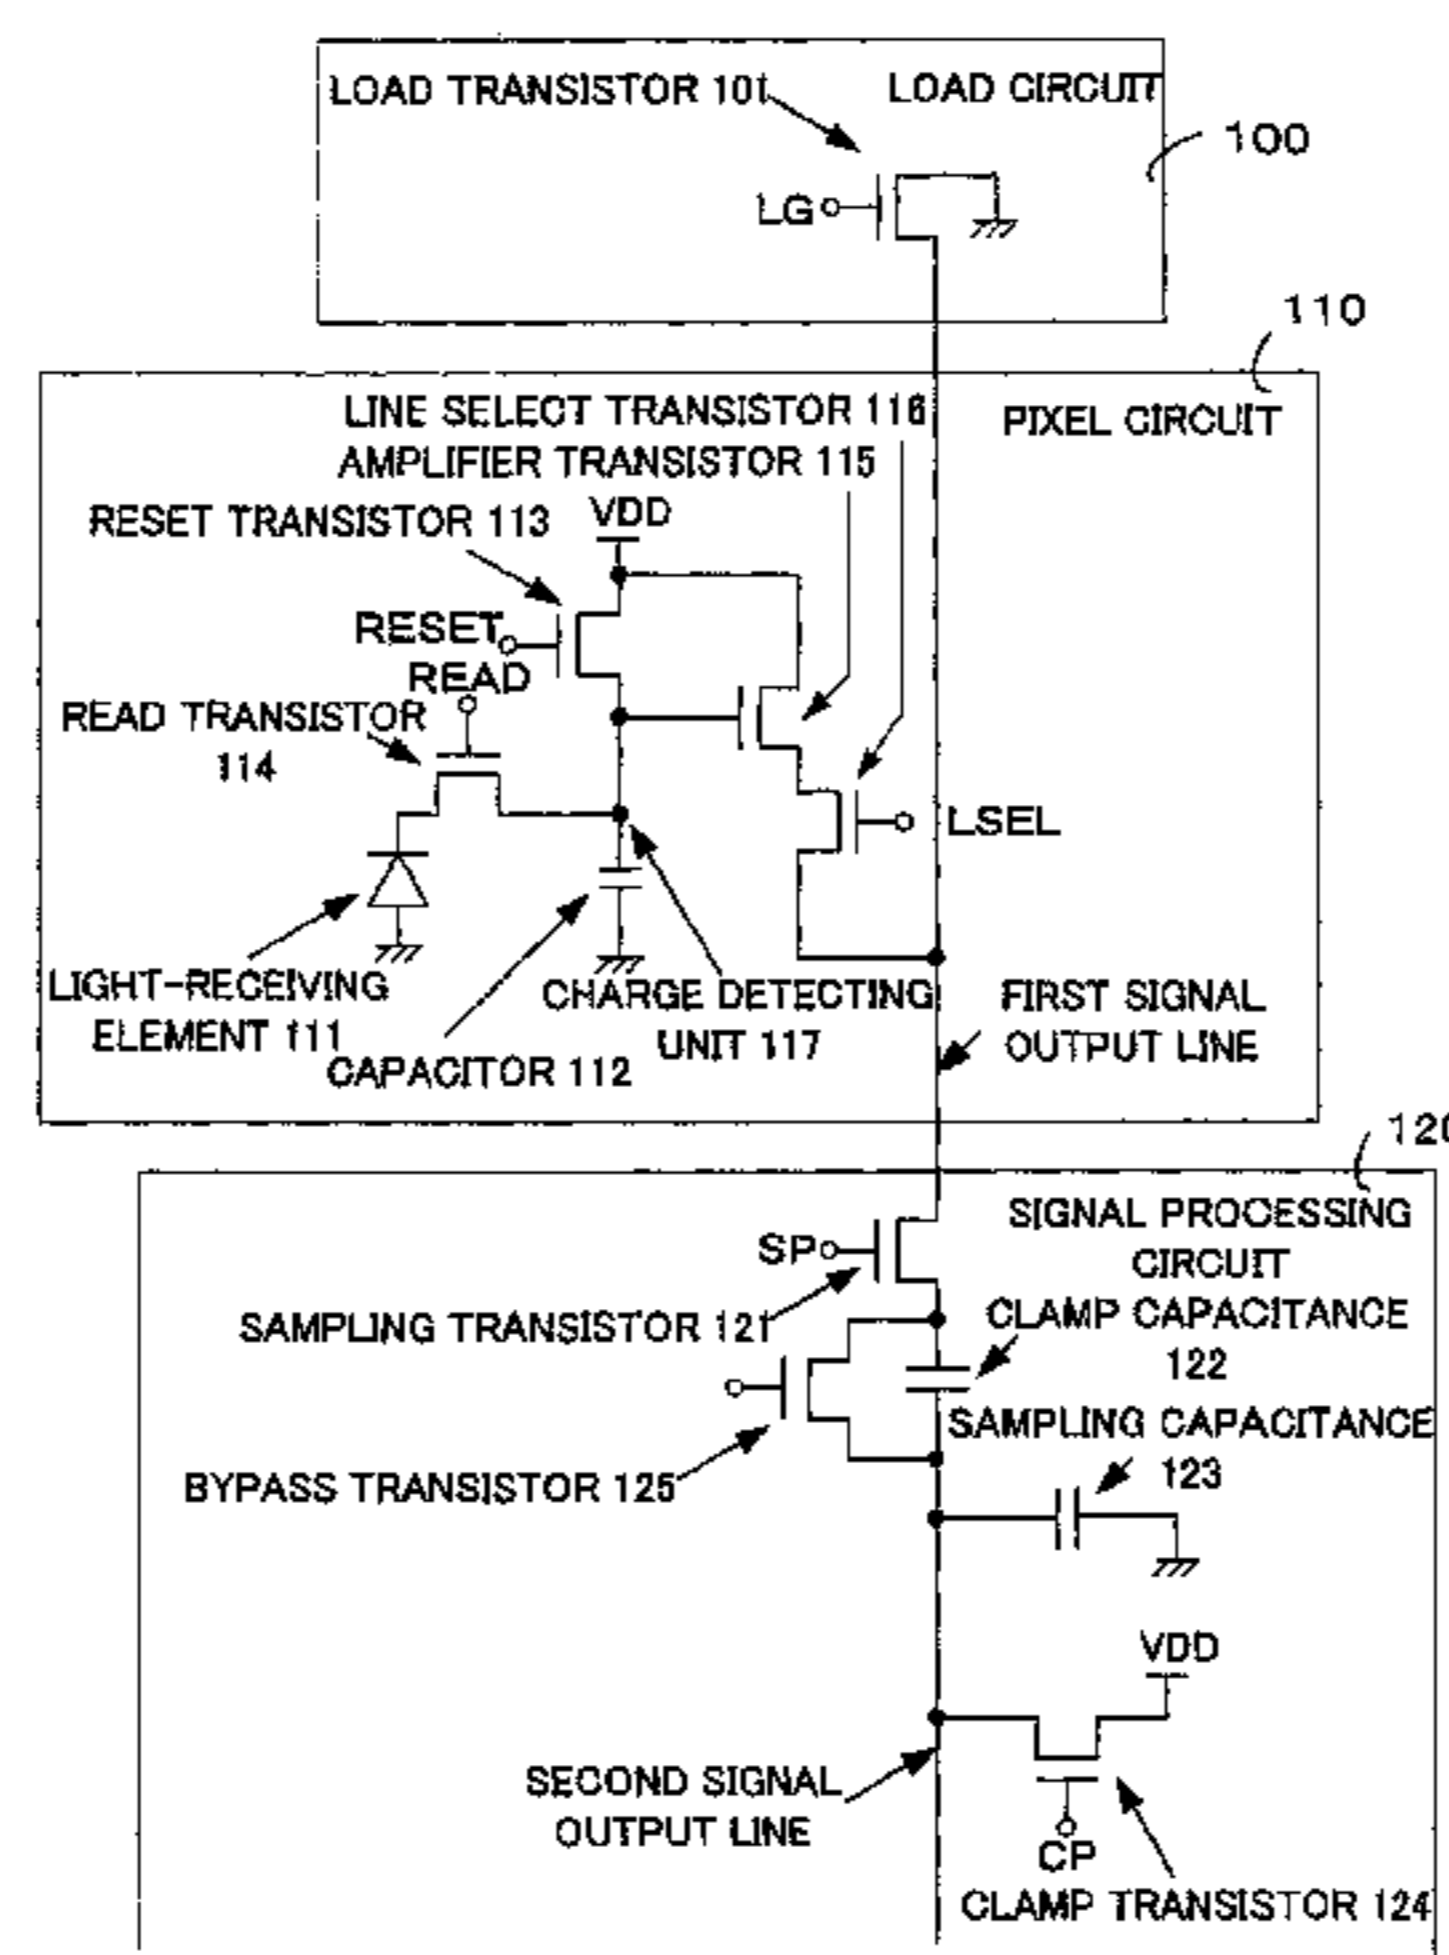 LOAD TRANSISTOR 101
LOAD CIRCUIT
100
LG
110
LINE SELECT TRANSISTOR 116
PIXEL CIRCUIT
AMPLIFIER TRANSISTOR 115
RESET TRANSISTOR 113
VDD
RESET
READ
READ TRANSISTOR
114
LSEL
LIGHT-RECEIVING
ELEMENT 111
CAPACITOR 112
CHARGE DETECTING
UNIT 117
FIRST SIGNAL
OUTPUT LINE
120
SIGNAL PROCESSING
CIRCUIT
SP
SAMPLING TRANSISTOR 121
CLAMP CAPACITANCE
122
SAMPLING CAPACITANCE
123
BYPASS TRANSISTOR 125
VDD
SECOND SIGNAL
OUTPUT LINE
CP
CLAMP TRANSISTOR 124